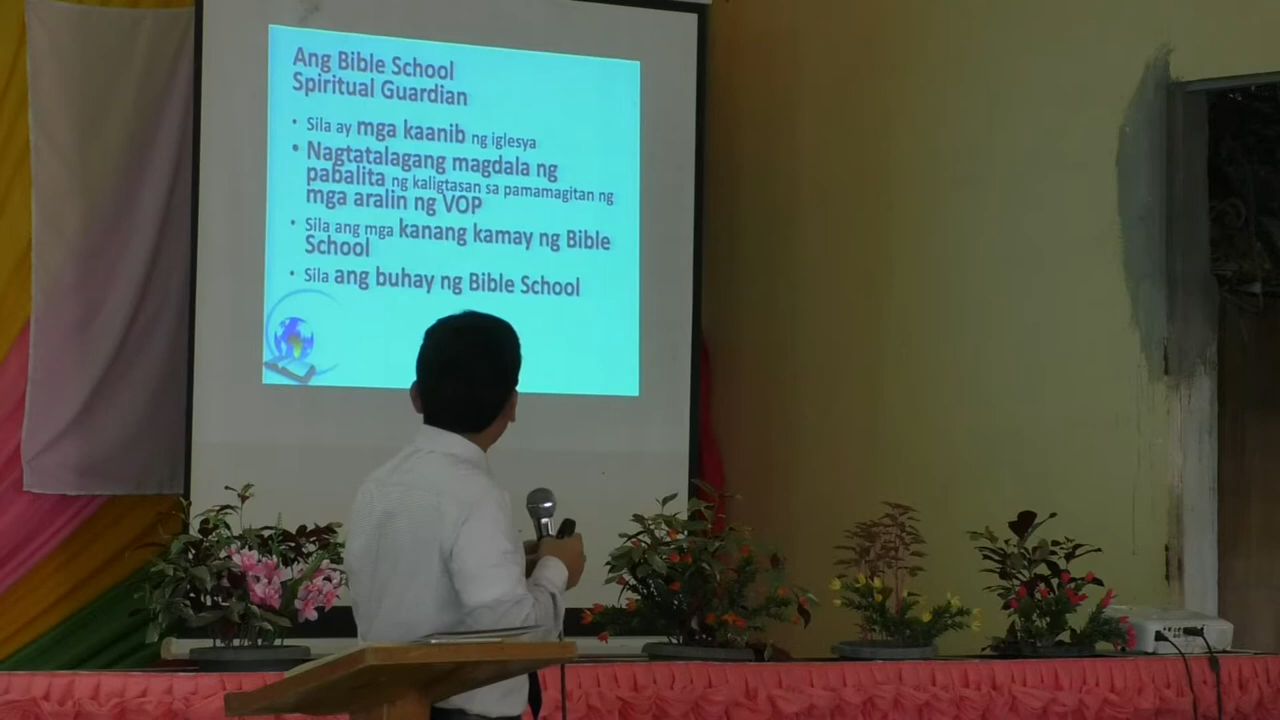 Ang Bible School
Spiritual Guardian
• Sila ay mga kaanib ng iglesya
• Nagtatalagang magdala ng
pabalita ng kaligtasan sa pamamagitan ng
mga aralin ng VOP
• Sila ang mga kanang kamay ng Bible
School
• Sila ang buhay ng Bible School